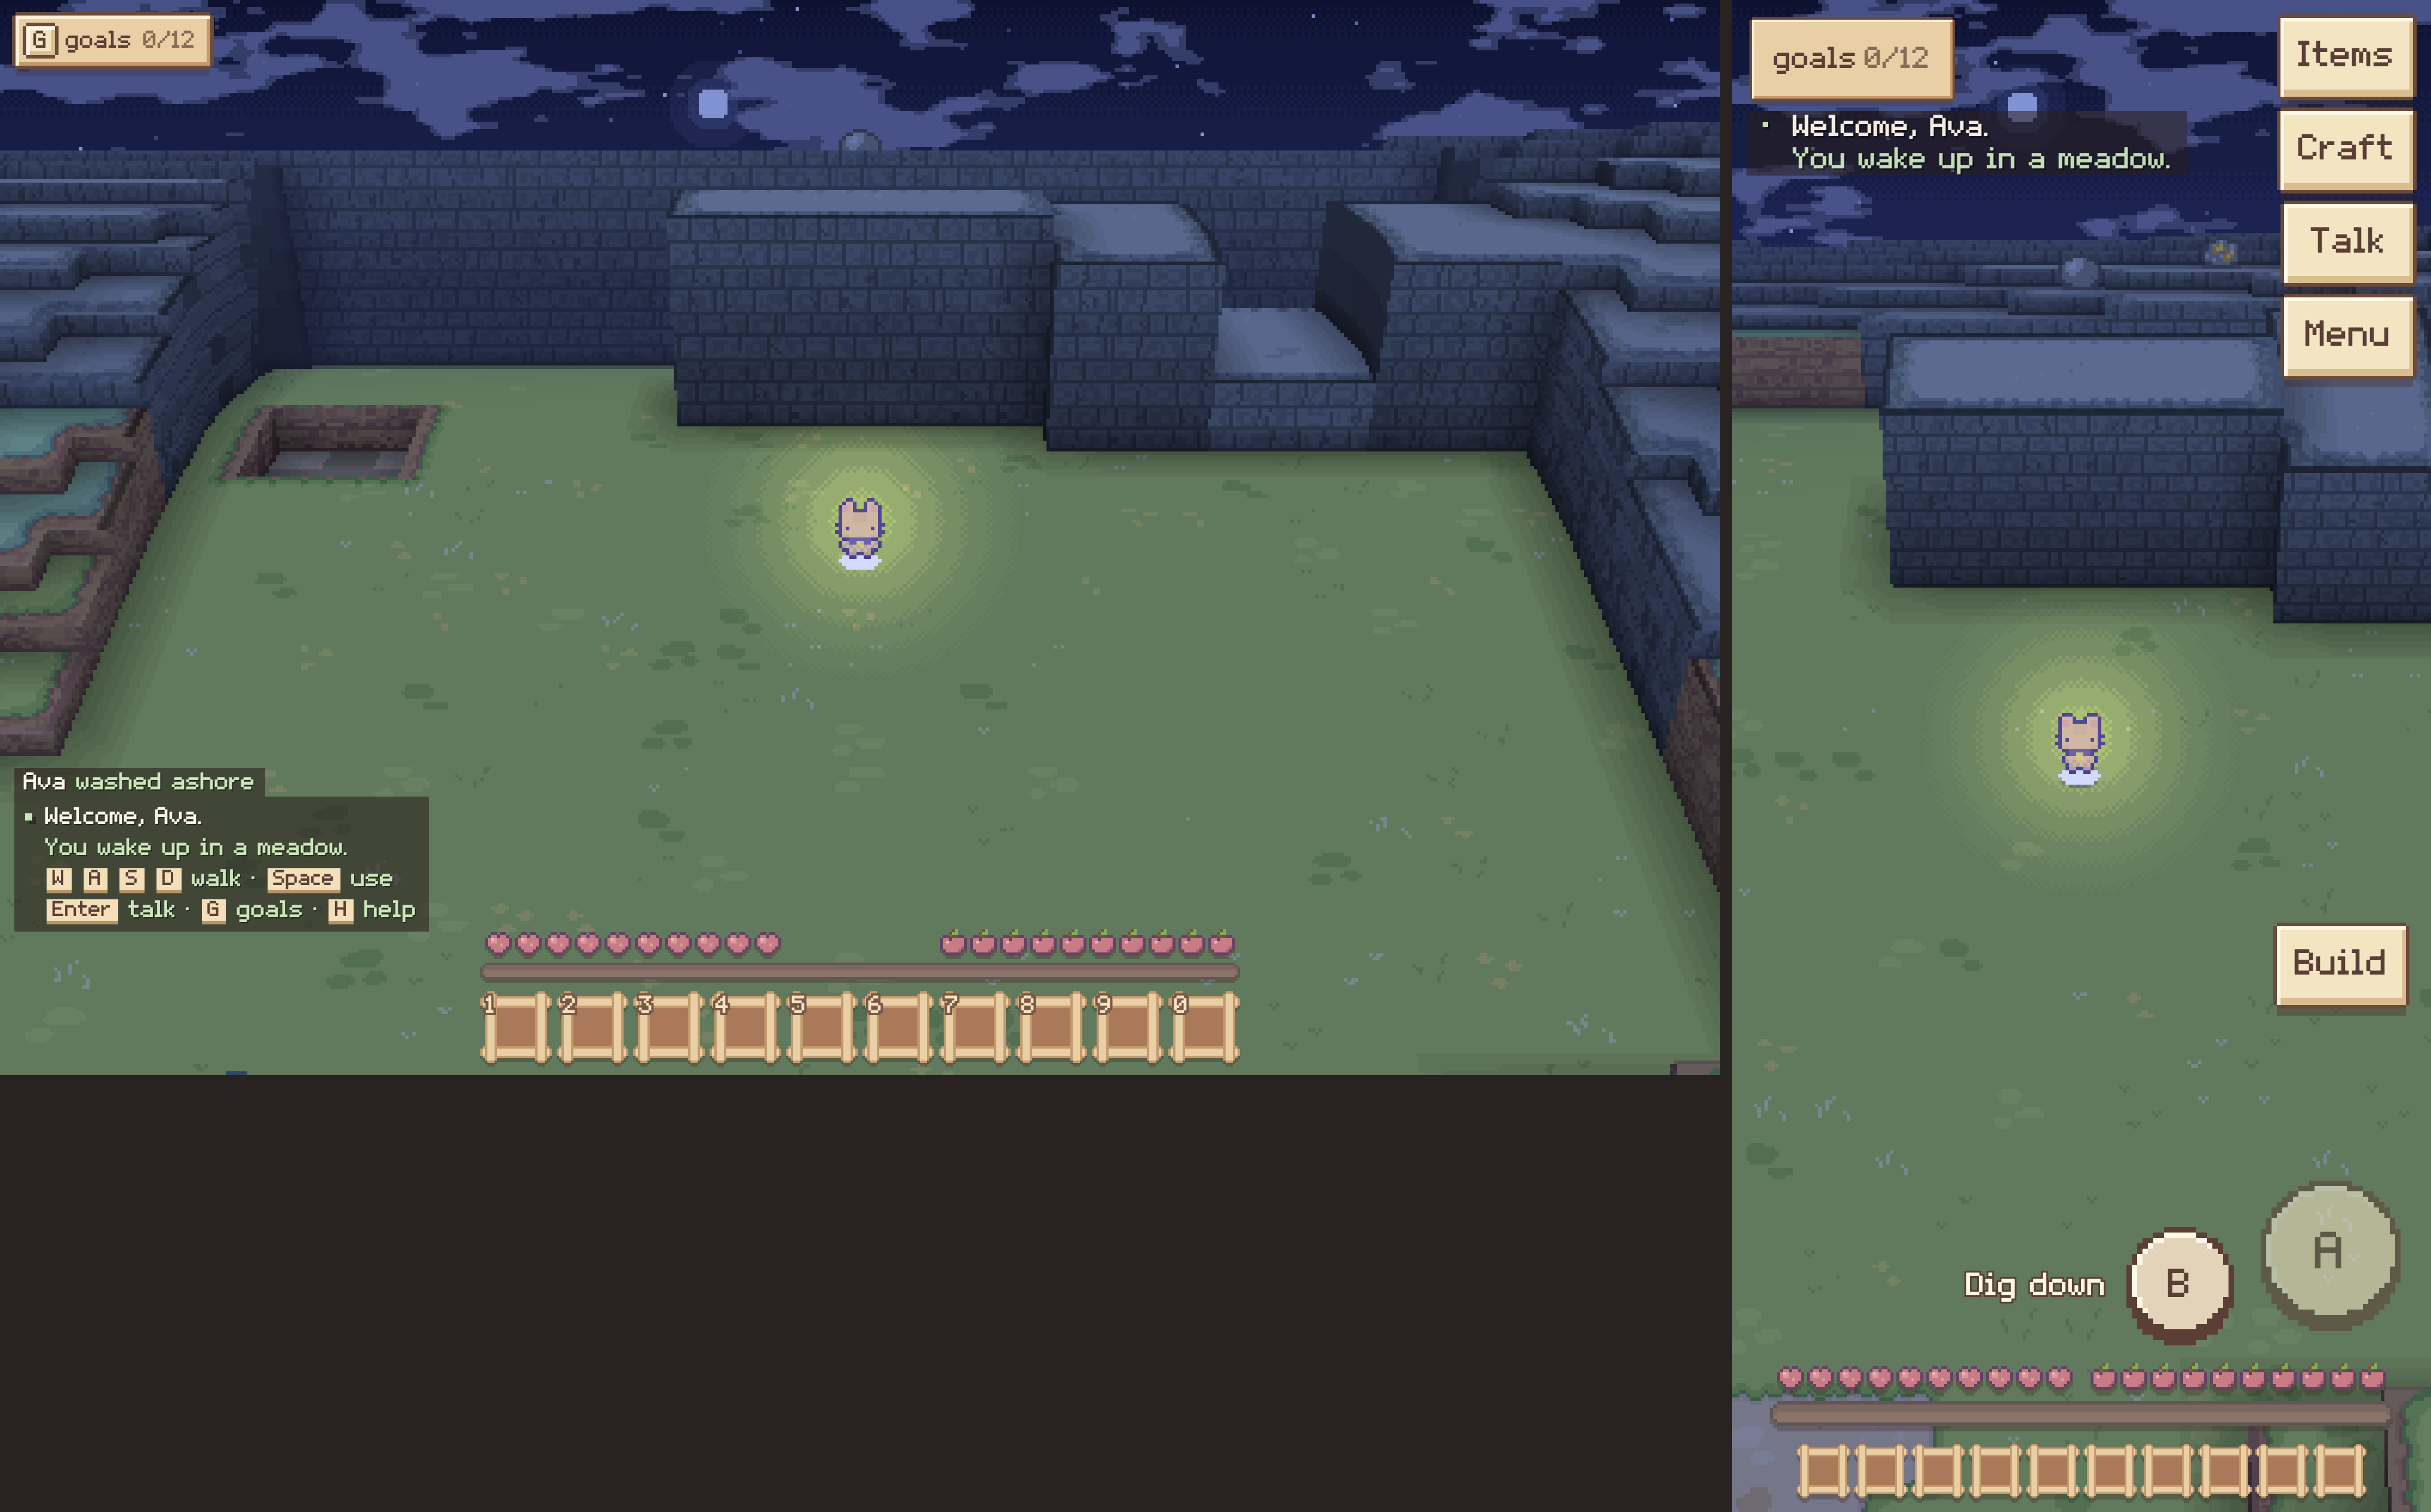 G goals 0/12
Ava washed ashore
Welcome, Ava.
You wake up in a meadow.
W A S D walk · Space use
Enter talk · G goals · H help
1 2 3 4 5 6 7 8 9 0
goals 0/12
Welcome, Ava.
You wake up in a meadow.
Items
Craft
Talk
Menu
Build
A
Dig down B